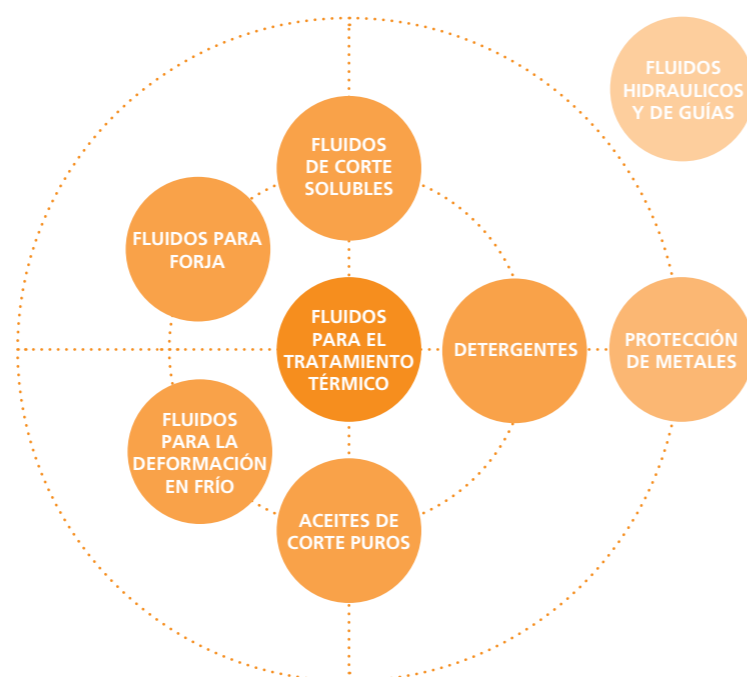 FLUIDOS
HIDRAULICOS
Y DE GUÍAS
FLUIDOS
DE CORTE
SOLUBLES
FLUIDOS PARA
FORJA
FLUIDOS
PARA EL
TRATAMIENTO
TÉRMICO
DETERGENTES
PROTECCIÓN
DE METALES
FLUIDOS
PARA LA
DEFORMACIÓN
EN FRÍO
ACEITES DE
CORTE PUROS